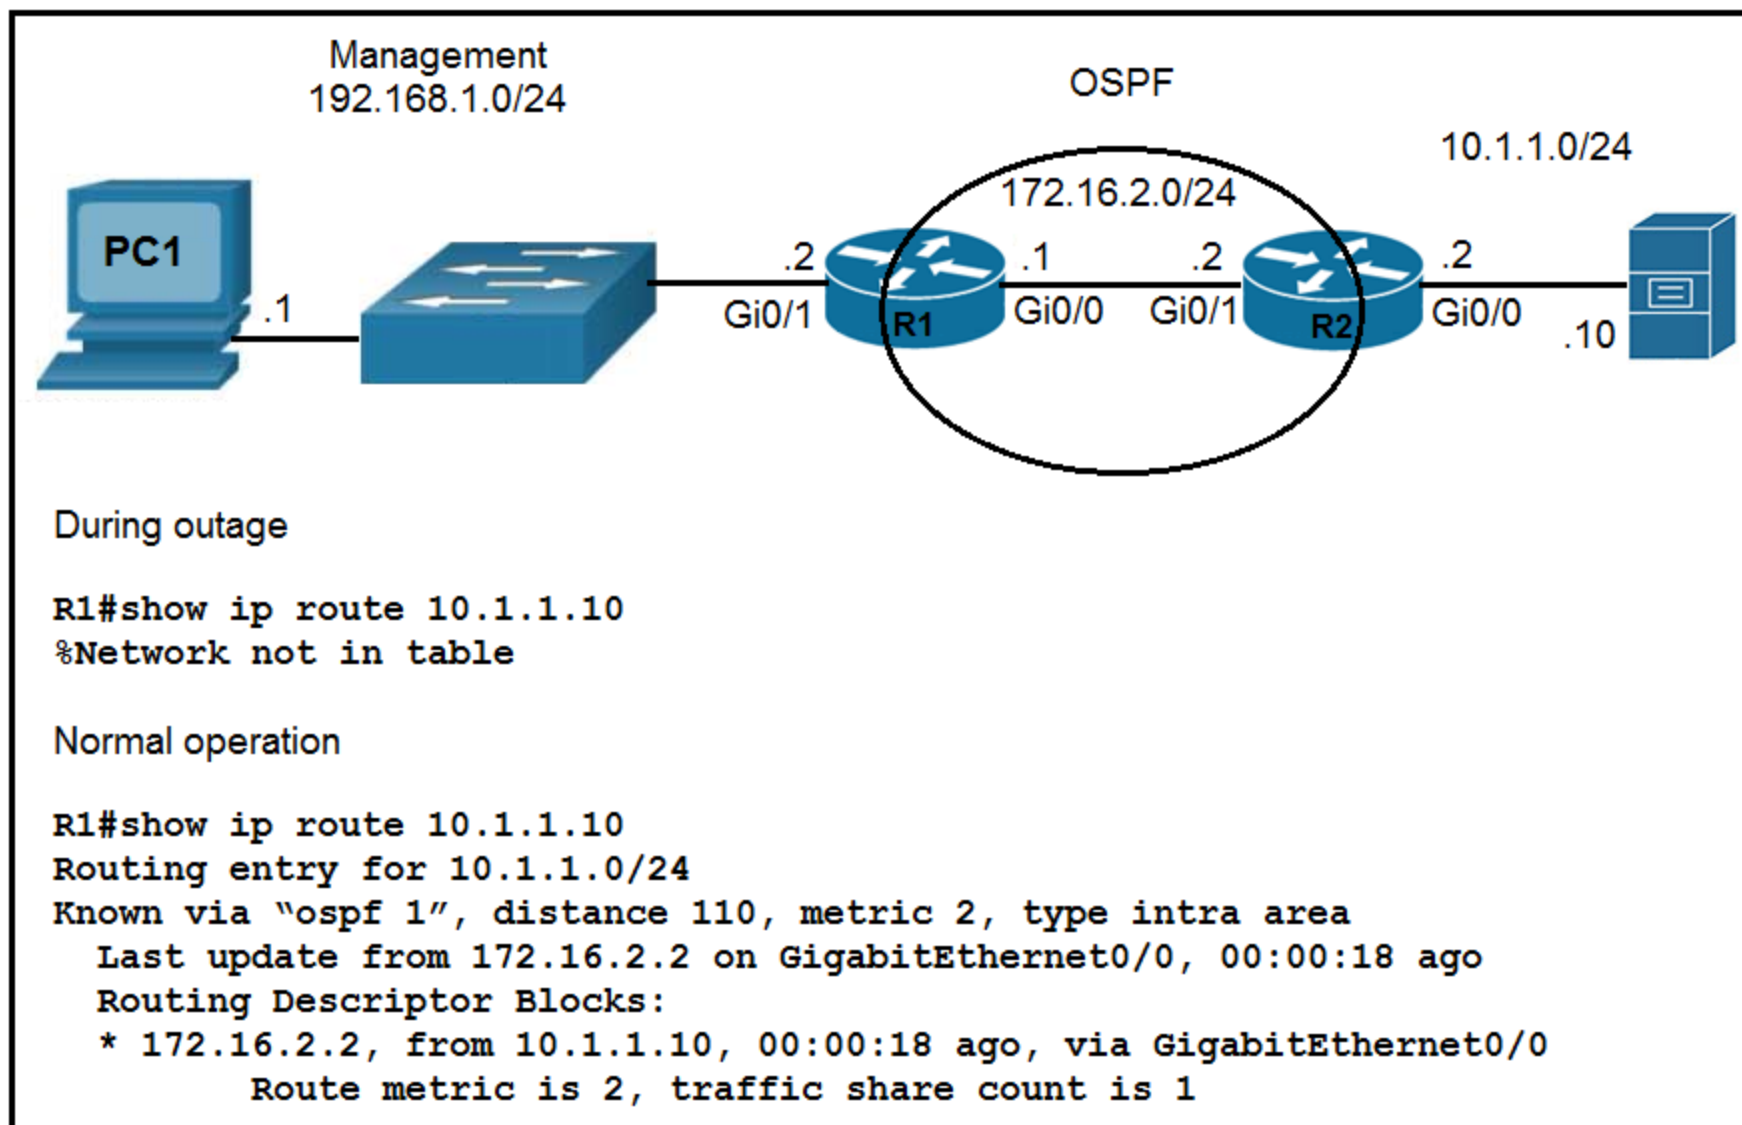 Management
192.168.1.0/24
OSPF
10.1.1.0/24
172.16.2.0/24
PC1
.1
.2
Gi0/1
R1
.1
Gi0/0
.2
Gi0/1
R2
.2
Gi0/0
.10
During outage
R1#show ip route 10.1.1.10
%Network not in table
Normal operation
R1#show ip route 10.1.1.10
Routing entry for 10.1.1.0/24
Known via “ospf 1”, distance 110, metric 2, type intra area
Last update from 172.16.2.2 on GigabitEthernet0/0, 00:00:18 ago
Routing Descriptor Blocks:
* 172.16.2.2, from 10.1.1.10, 00:00:18 ago, via GigabitEthernet0/0
Route metric is 2, traffic share count is 1